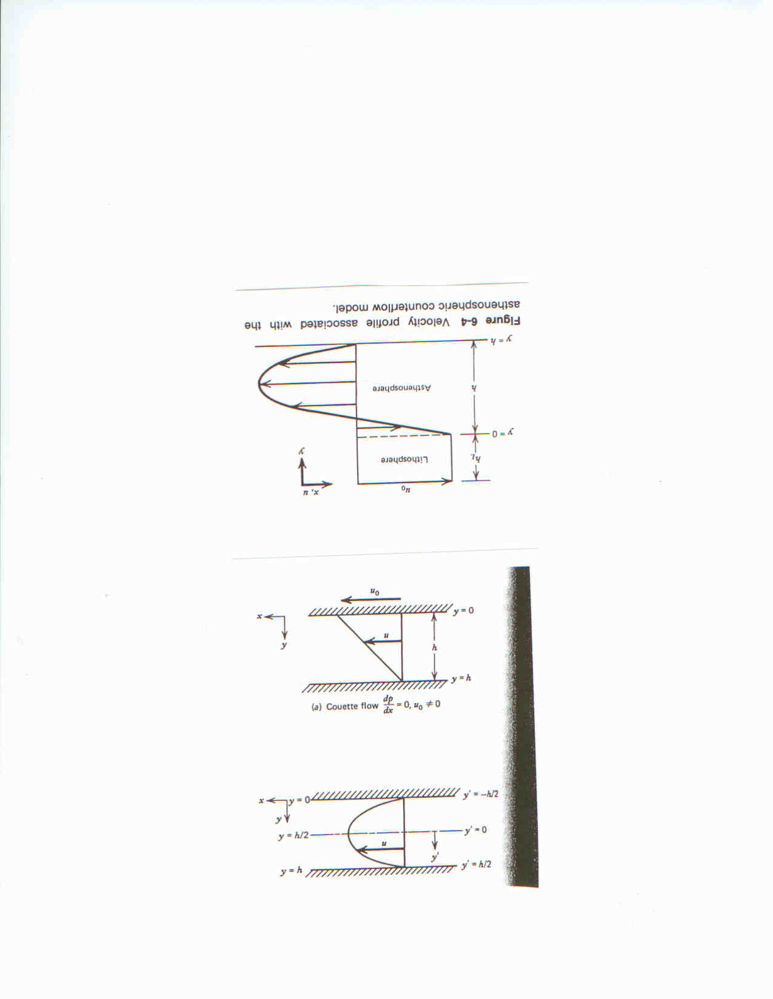 Figure 6-4 Velocity profile associated with the
asthenospheric counterflow model.
y = h
Asthenosphere
h
y = 0
Lithosphere
hL
y
x, u
u0
u0
x
y = 0
y
u
h
y = h
(a) Couette flow dp/dx = 0, u0 ≠ 0
x
y = 0
y' = –h/2
y
y = h/2
y' = 0
u
y'
y = h
y' = h/2